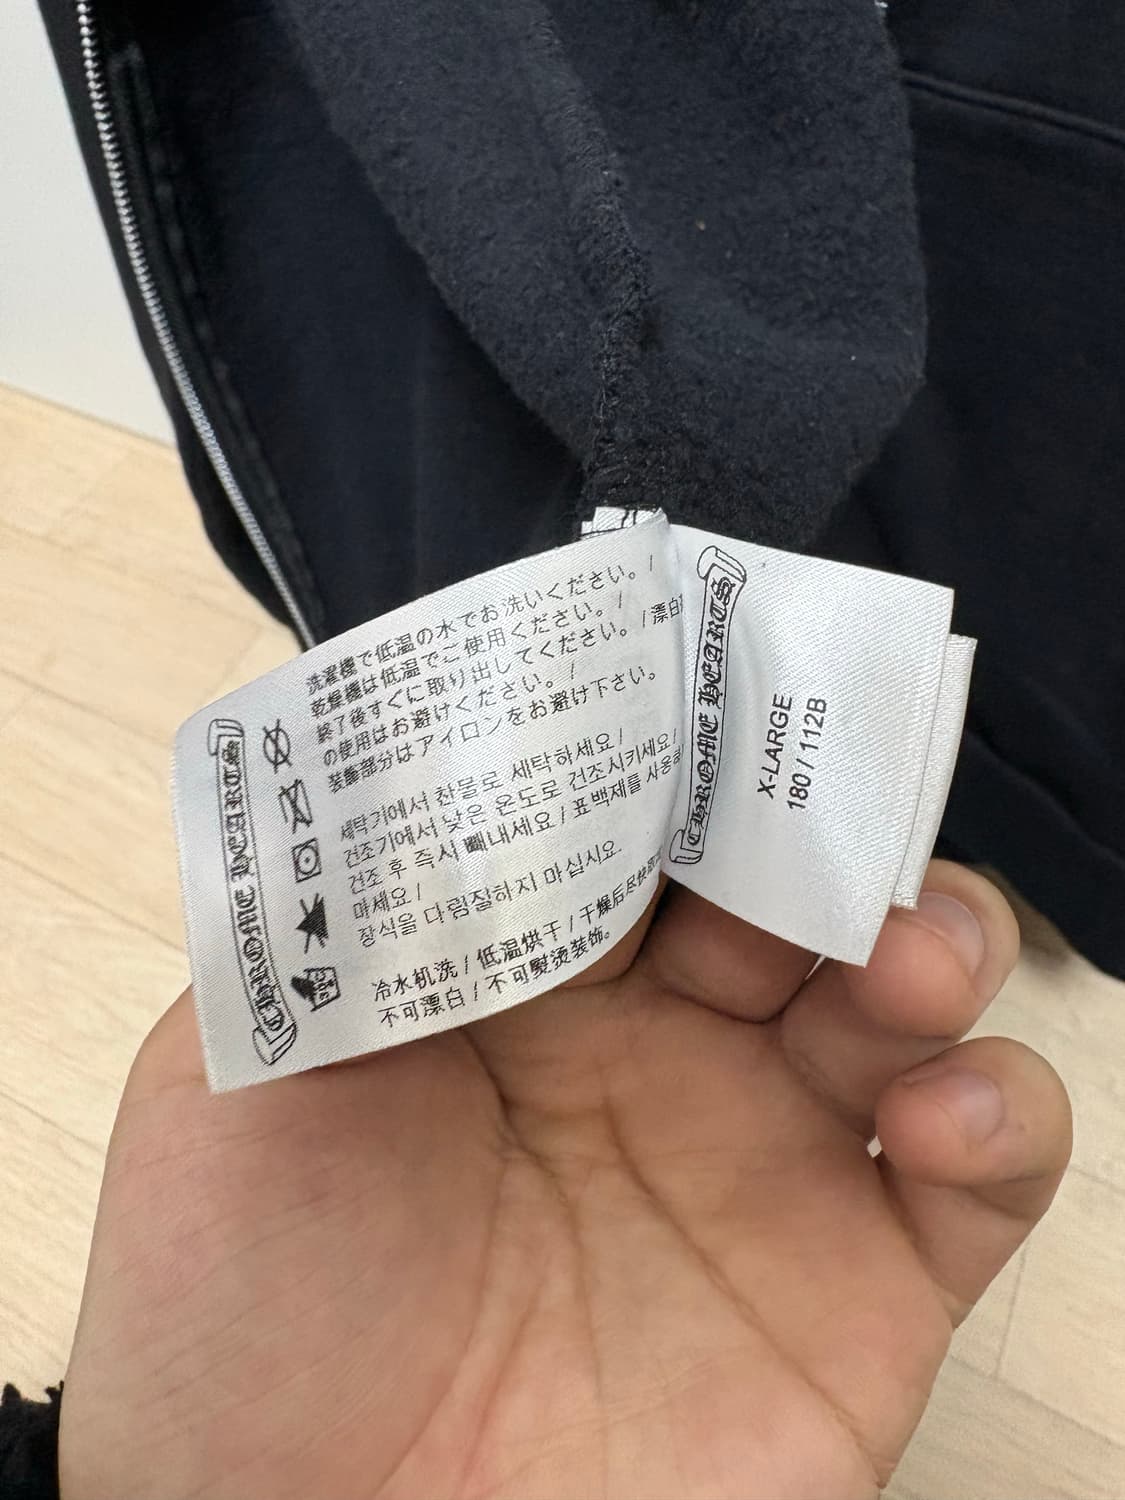 CHROME HEARTS
洗濯機で低温の水でお洗いください。/
乾燥機は低温でご使用ください。/
終了後すぐに取り出してください。/ 漂白
の使用はお避けください。/
装飾部分はアイロンをお避け下さい。
세탁기에서 찬물로 세탁하세요/
건조기에서 낮은 온도로 건조시키세요/
건조 후 즉시 빼내세요 / 표백제를 사용
마세요 /
장식을 다림질하지 마십시오.
冷水机洗 / 低温烘干 / 干燥后尽快取
不可漂白 / 不可熨烫装饰。
30C
CHROME HEARTS
X-LARGE
180 / 112B